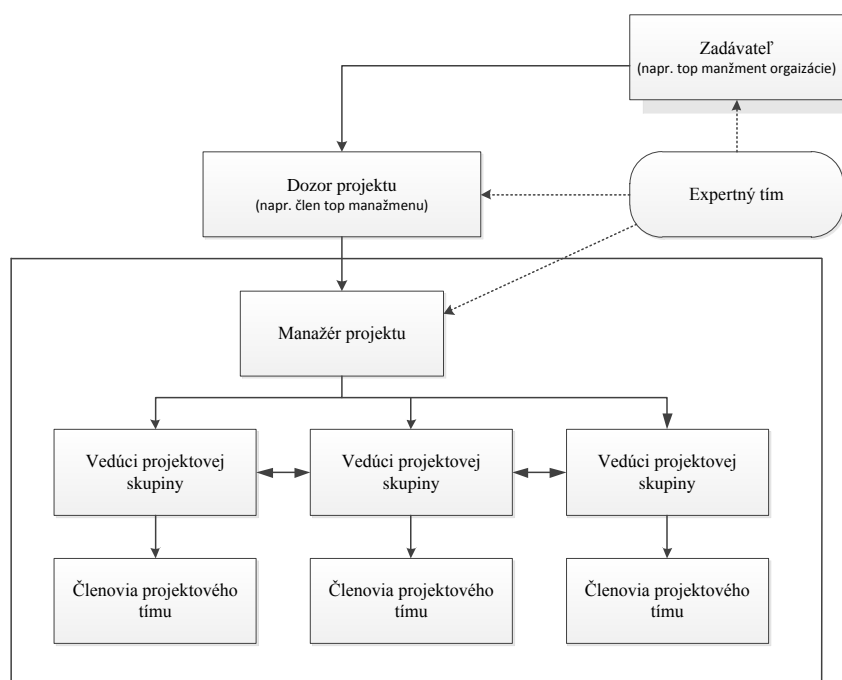 Zadávateľ
(napr. top manžment orgaizácie)
Dozor projektu
(napr. člen top manažmenu)
Expertný tím
Manažér projektu
Vedúci projektovej
skupiny
Vedúci projektovej
skupiny
Vedúci projektovej
skupiny
Členovia projektového
tímu
Členovia projektového
tímu
Členovia projektového
tímu